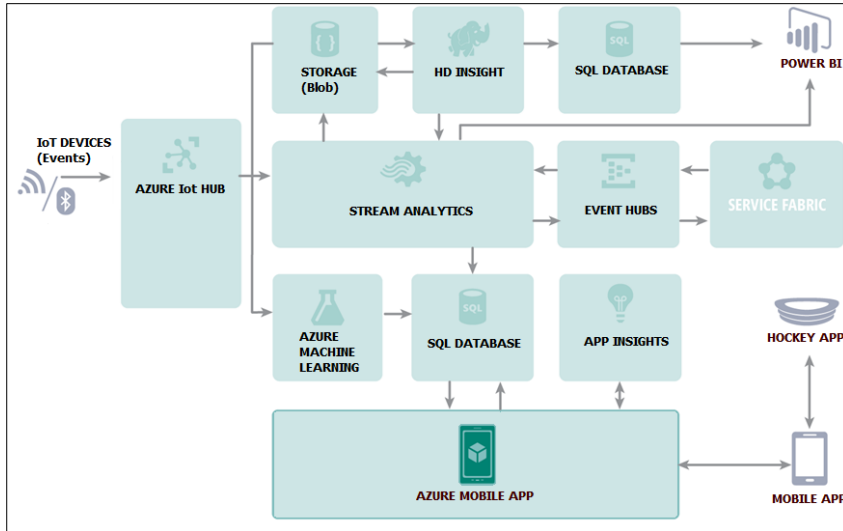 STORAGE
(Blob)
HD INSIGHT
SQL
SQL DATABASE
POWER BI
IoT DEVICES
(Events)
AZURE Iot HUB
STREAM ANALYTICS
EVENT HUBS
SERVICE FABRIC
AZURE
MACHINE
LEARNING
SQL
SQL DATABASE
APP INSIGHTS
HOCKEY APP
AZURE MOBILE APP
MOBILE APP